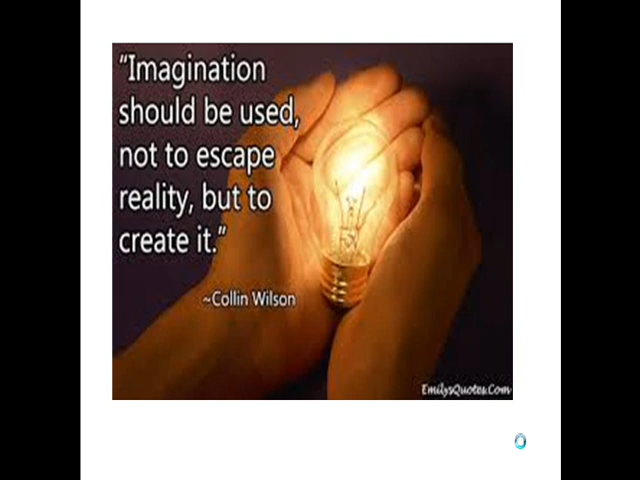 “Imagination
should be used,
not to escape
reality, but to
create it.”
~Collin Wilson
EmilysQuotes.Com